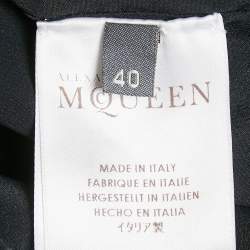 40
ALEXA
MCQUEEN
MADE IN ITALY
FABRIQUE EN ITALIE
HERGESTELLT IN ITALIEN
HECHO EN ITALIA
イタリア製